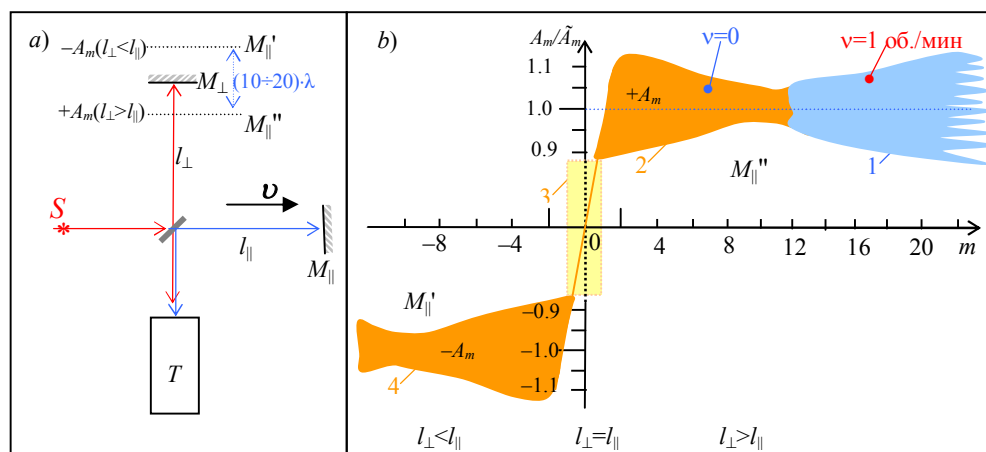 a)
–Aₘ(l⊥<l∥)
M∥'
M⊥
(10÷20)·λ
+Aₘ(l⊥>l∥)
M∥"
l⊥
S
υ
l∥
M∥
T
b)
Aₘ/Ãₘ
ν=0
ν=1 об./мин
1.1
+Aₘ
1.0
0.9
M∥"
2
1
3
–8
–4
0
4
8
12
16
20
m
M∥'
–0.9
–Aₘ
–1.0
4
–1.1
l⊥<l∥
l⊥=l∥
l⊥>l∥